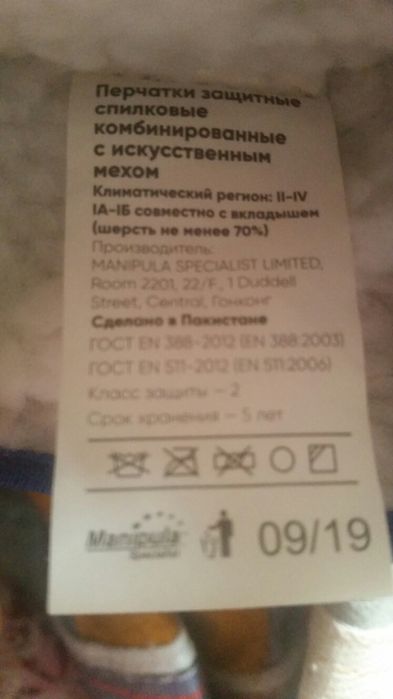 Перчатки защитные
спилковые
комбинированные
с искусственным
мехом
Климатический регион: II-IV
IА-IБ совместно с вкладышем
(шерсть не менее 70%)
Производитель:
MANIPULA SPECIALIST LIMITED,
Room 2201, 22/F, 1 Duddell
Street, Central, Гонконг
Сделано в Пакистане
ГОСТ EN 388-2012 (EN 388:2003)
ГОСТ EN 511-2012 (EN 511:2006)
Класс защиты – 2
Срок хранения – 5 лет
Manipula
Specialist
09/19